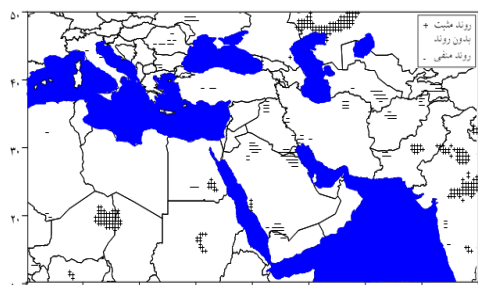 ۵۰
+ روند مثبت
بدون روند
- روند منفی
۴۰
۳۰
۲۰